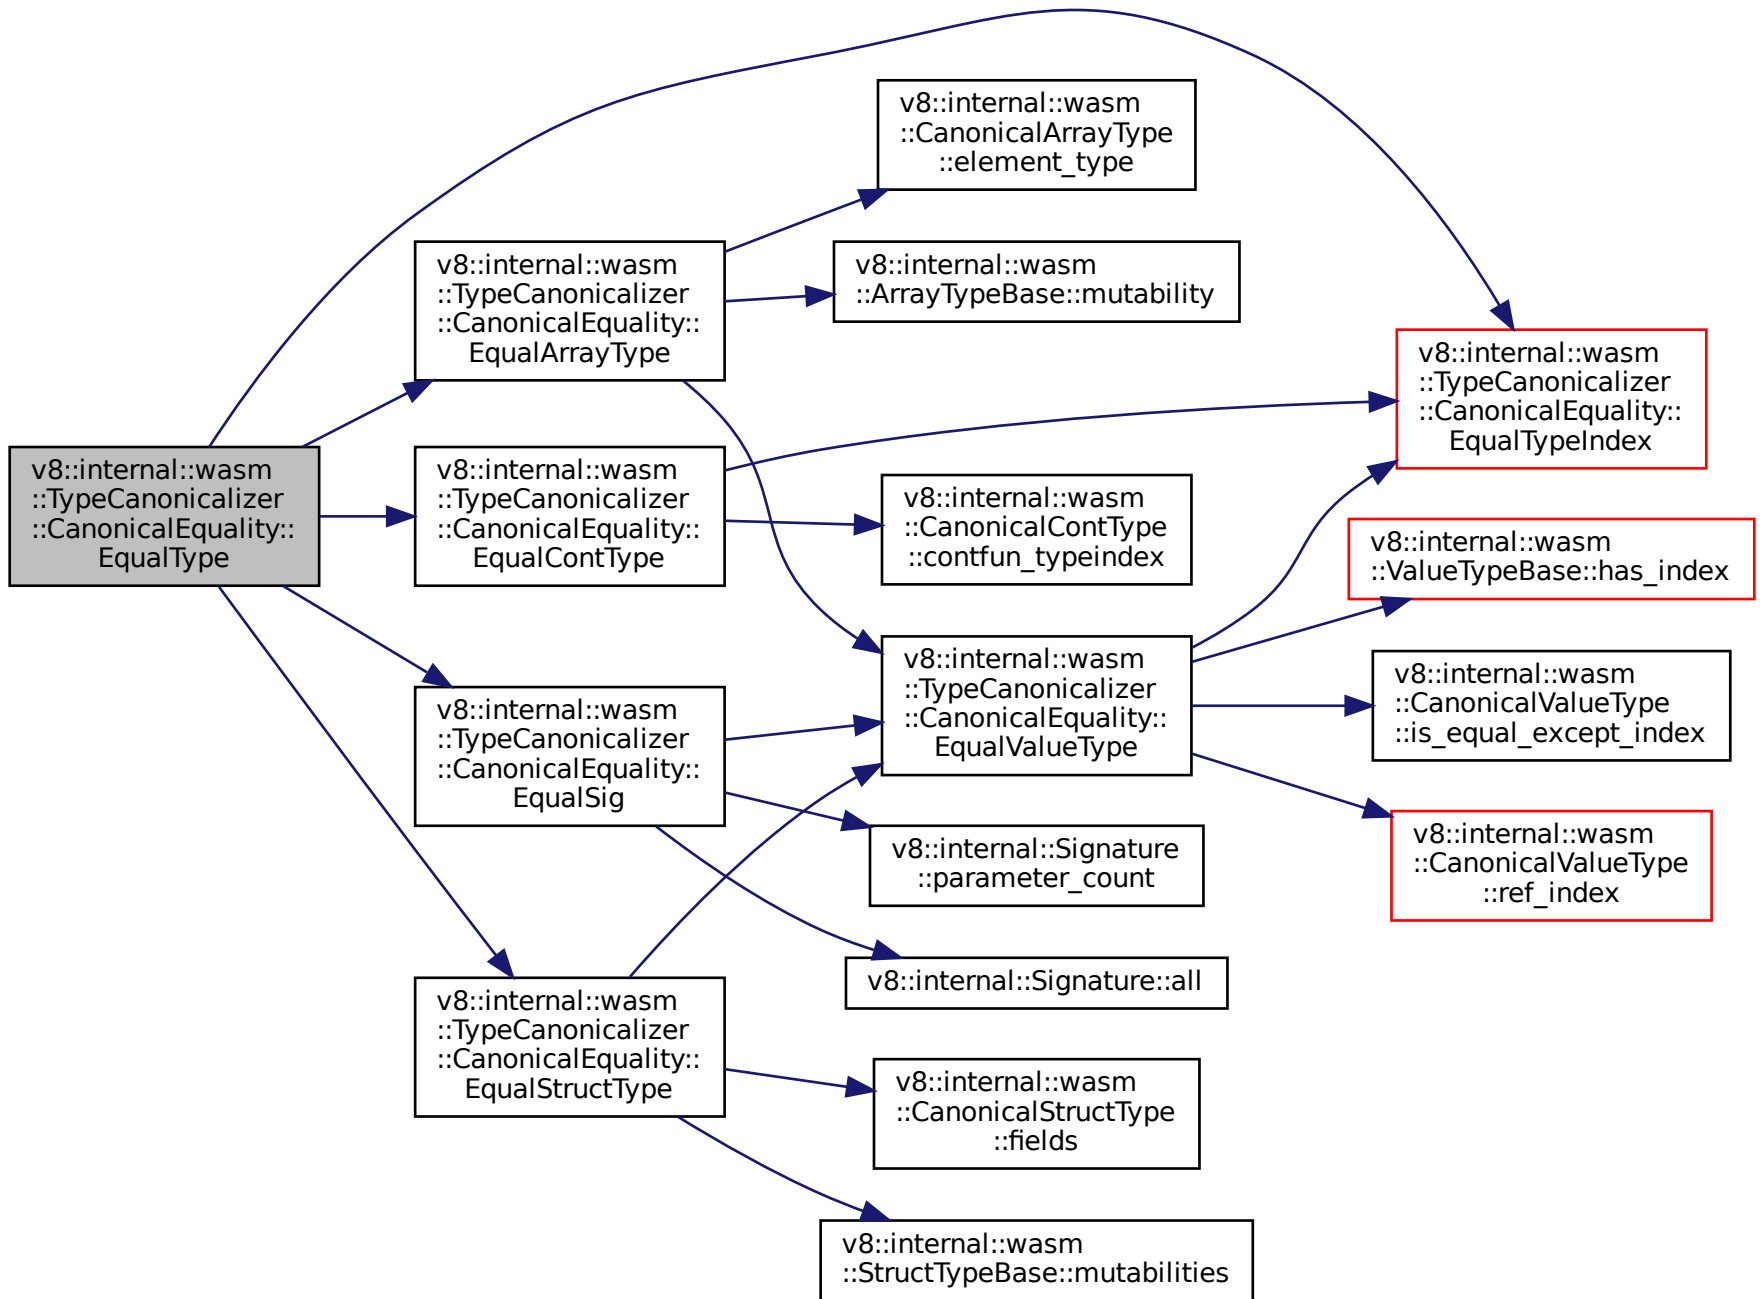 v8::internal::wasm
::TypeCanonicalizer
::CanonicalEquality::
EqualType
v8::internal::wasm
::TypeCanonicalizer
::CanonicalEquality::
EqualArrayType
v8::internal::wasm
::CanonicalArrayType
::element_type
v8::internal::wasm
::ArrayTypeBase::mutability
v8::internal::wasm
::TypeCanonicalizer
::CanonicalEquality::
EqualTypeIndex
v8::internal::wasm
::TypeCanonicalizer
::CanonicalEquality::
EqualContType
v8::internal::wasm
::CanonicalContType
::contfun_typeindex
v8::internal::wasm
::ValueTypeBase::has_index
v8::internal::wasm
::TypeCanonicalizer
::CanonicalEquality::
EqualValueType
v8::internal::wasm
::CanonicalValueType
::is_equal_except_index
v8::internal::wasm
::CanonicalValueType
::ref_index
v8::internal::wasm
::TypeCanonicalizer
::CanonicalEquality::
EqualSig
v8::internal::Signature
::parameter_count
v8::internal::Signature::all
v8::internal::wasm
::TypeCanonicalizer
::CanonicalEquality::
EqualStructType
v8::internal::wasm
::CanonicalStructType
::fields
v8::internal::wasm
::StructTypeBase::mutabilities